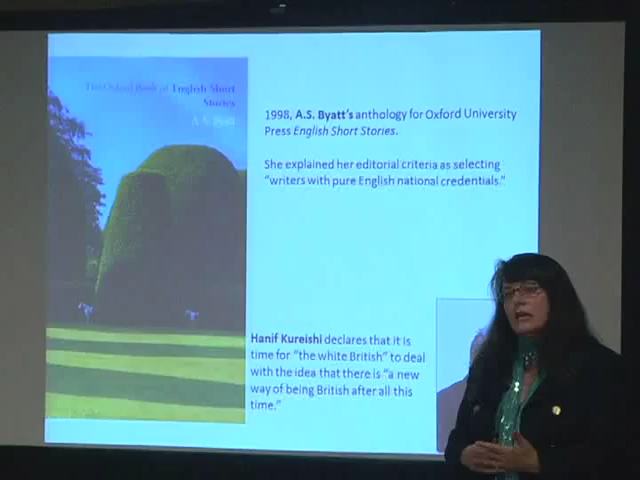 The Oxford Book of English Short
Stories
A. S. Byatt
1998, A.S. Byatt's anthology for Oxford University
Press English Short Stories.
She explained her editorial criteria as selecting
"writers with pure English national credentials."
Hanif Kureishi declares that it is
time for "the white British" to deal
with the idea that there is "a new
way of being British after all this
time."